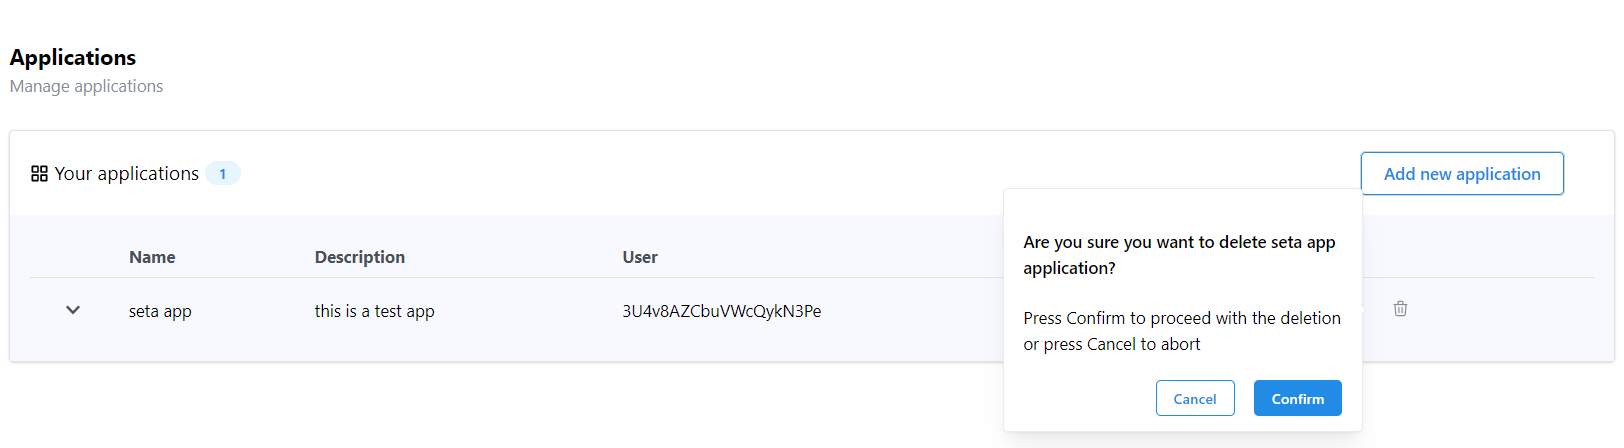 Applications
Manage applications
Your applications 1
Add new application
Name Description User
seta app this is a test app 3U4v8AZCbuVWcQykN3Pe
Are you sure you want to delete seta app
application?
Press Confirm to proceed with the deletion
or press Cancel to abort
Cancel Confirm